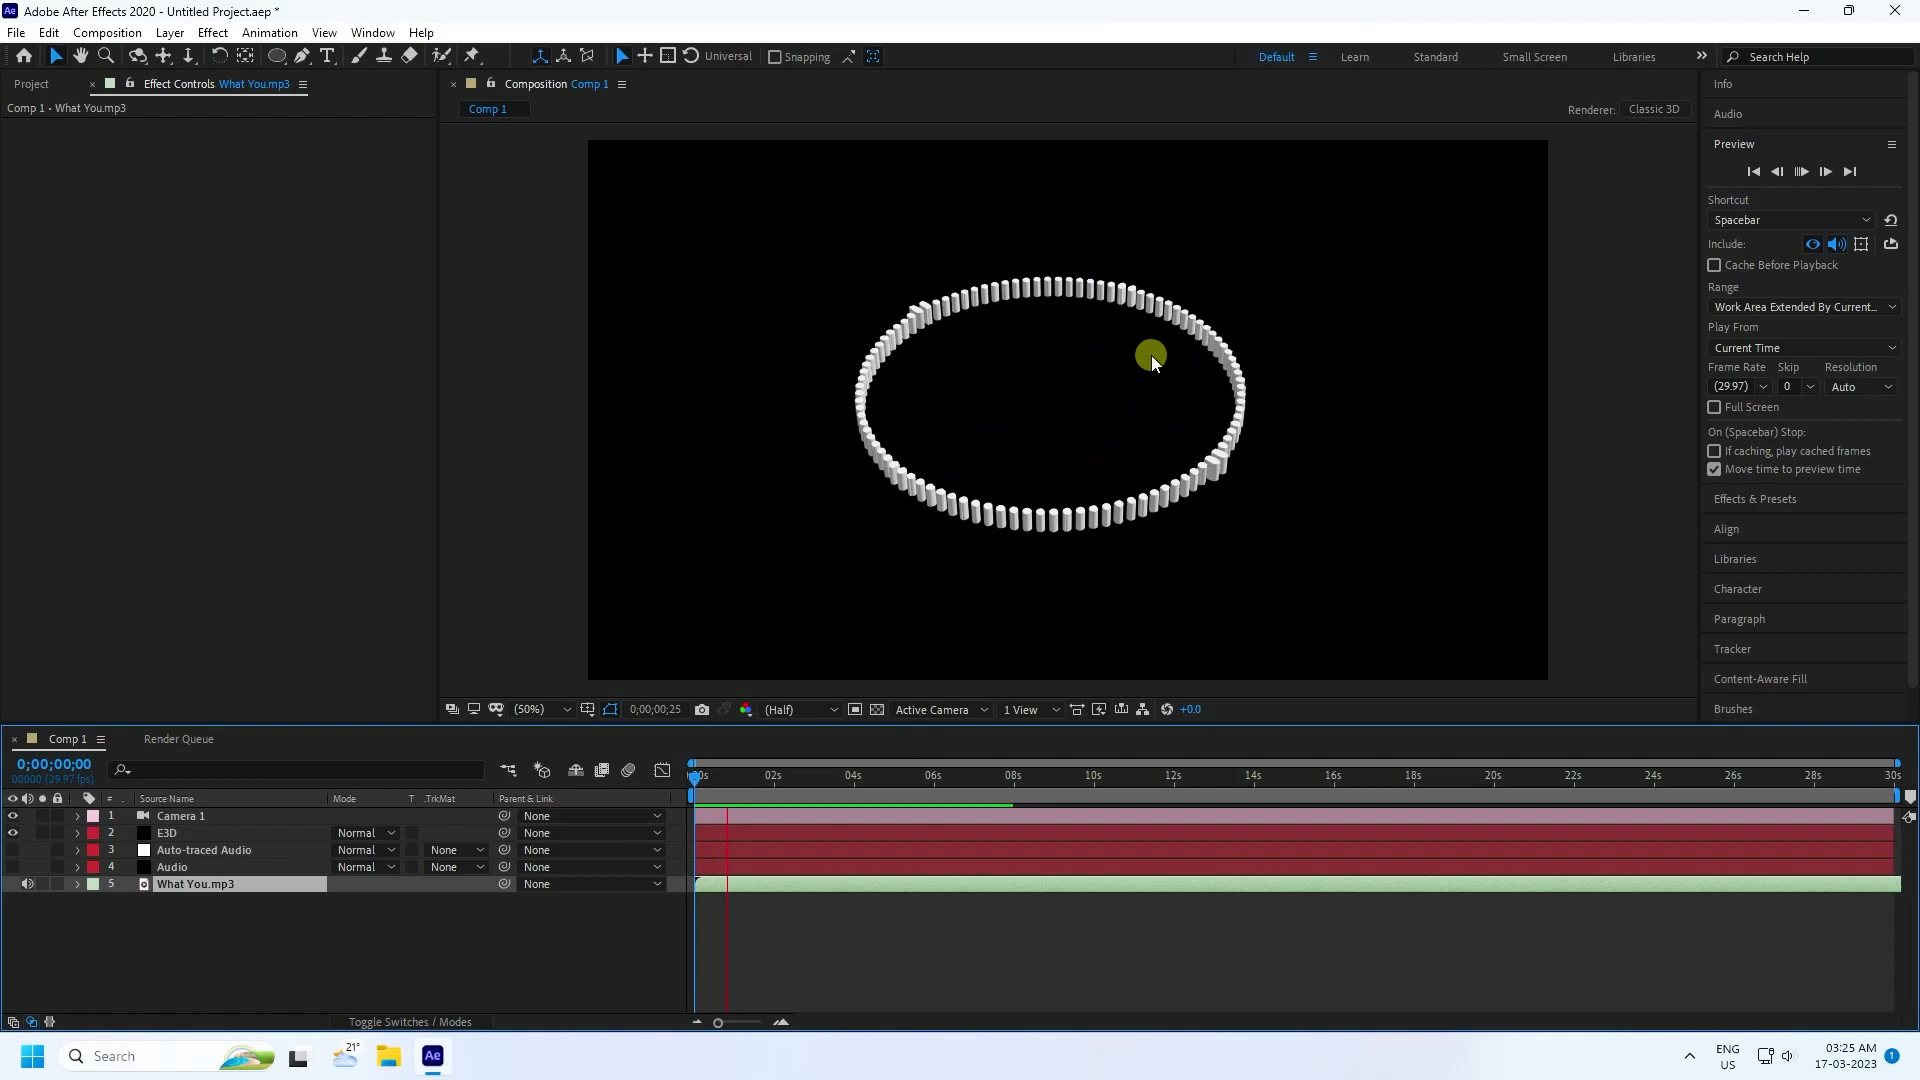 Adobe After Effects 2020 - Untitled Project.aep *
File Edit Composition Layer Effect Animation View Window Help
Universal Snapping Default Learn Standard Small Screen Libraries Search Help
Project Effect Controls What You.mp3
Comp 1 • What You.mp3
Composition Comp 1
Comp 1
Renderer: Classic 3D
Info
Audio
Preview
Shortcut
Spacebar
Include:
Cache Before Playback
Range
Work Area Extended By Current...
Play From
Current Time
Frame Rate Skip Resolution
(29.97) 0 Auto
Full Screen
On (Spacebar) Stop:
If caching, play cached frames
Move time to preview time
Effects & Presets
Align
Libraries
Character
Paragraph
Tracker
Content-Aware Fill
Brushes
(50%) 0;00;00;25 (Half) Active Camera 1 View +0.0
Comp 1 Render Queue
0;00;00;00
00000 (29.97 fps)
00s 02s 04s 06s 08s 10s 12s 14s 16s 18s 20s 22s 24s 26s 28s 30s
# Source Name Mode T .TrkMat Parent & Link
1 Camera 1 None
2 E3D Normal None
3 Auto-traced Audio Normal None None
4 Audio Normal None None
5 What You.mp3 None
Toggle Switches / Modes
Search
21°
Ae
ENG
US
03:25 AM
17-03-2023
1